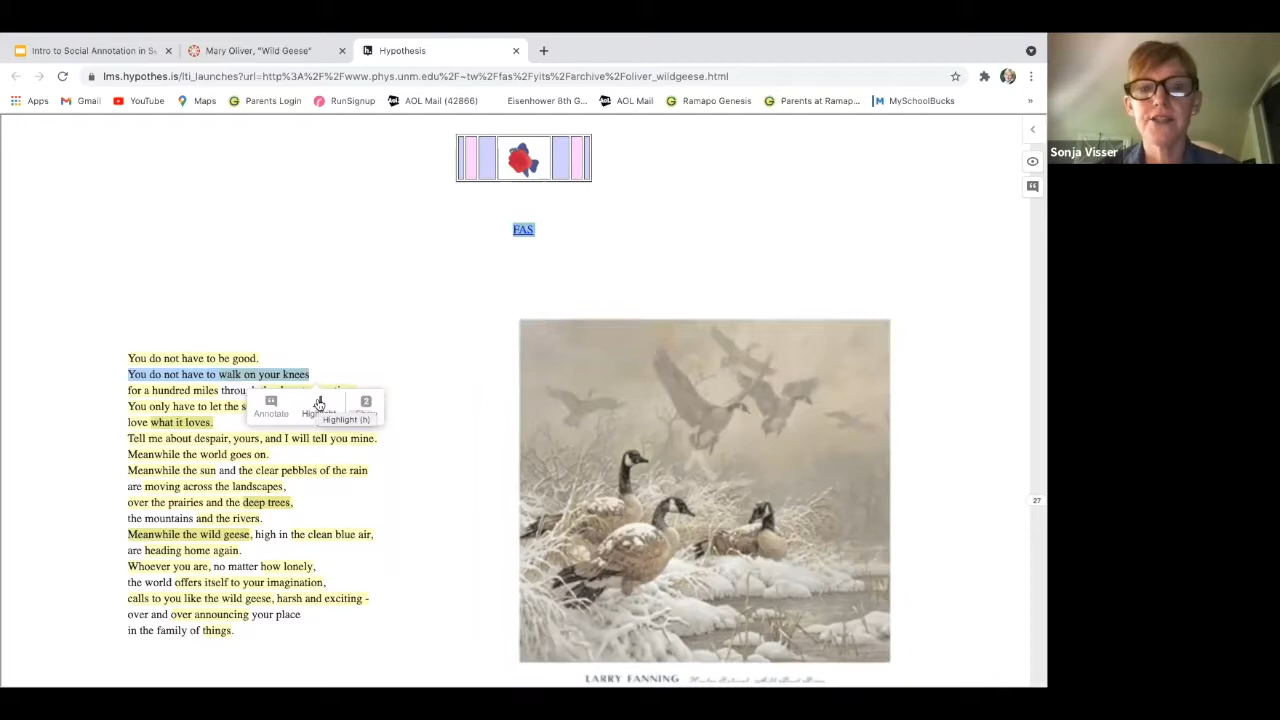 Intro to Social Annotation in Su
Mary Oliver, "Wild Geese"
Hypothesis
lms.hypothes.is/lti_launches?url=http%3A%2F%2Fwww.phys.unm.edu%2F~tw%2Ffas%2Fyits%2Farchive%2Foliver_wildgeese.html
Apps Gmail YouTube Maps Parents Login RunSignup AOL Mail (42866) Eisenhower 8th G... AOL Mail Ramapo Genesis Parents at Ramap... MySchoolBucks »
Sonja Visser
FAS
You do not have to be good.
You do not have to walk on your knees
for a hundred miles
You only have to let the
love what it loves.
Tell me about despair, yours, and I will tell you mine.
Meanwhile the world goes on.
Meanwhile the sun and the clear pebbles of the rain
are moving across the landscapes,
over the prairies and the deep trees,
the mountains and the rivers.
Meanwhile the wild geese, high in the clean blue air,
are heading home again.
Whoever you are, no matter how lonely,
the world offers itself to your imagination,
calls to you like the wild geese, harsh and exciting -
over and over announcing your place
in the family of things.
2
Annotate
Highlight (h)
27
LARRY FANNING